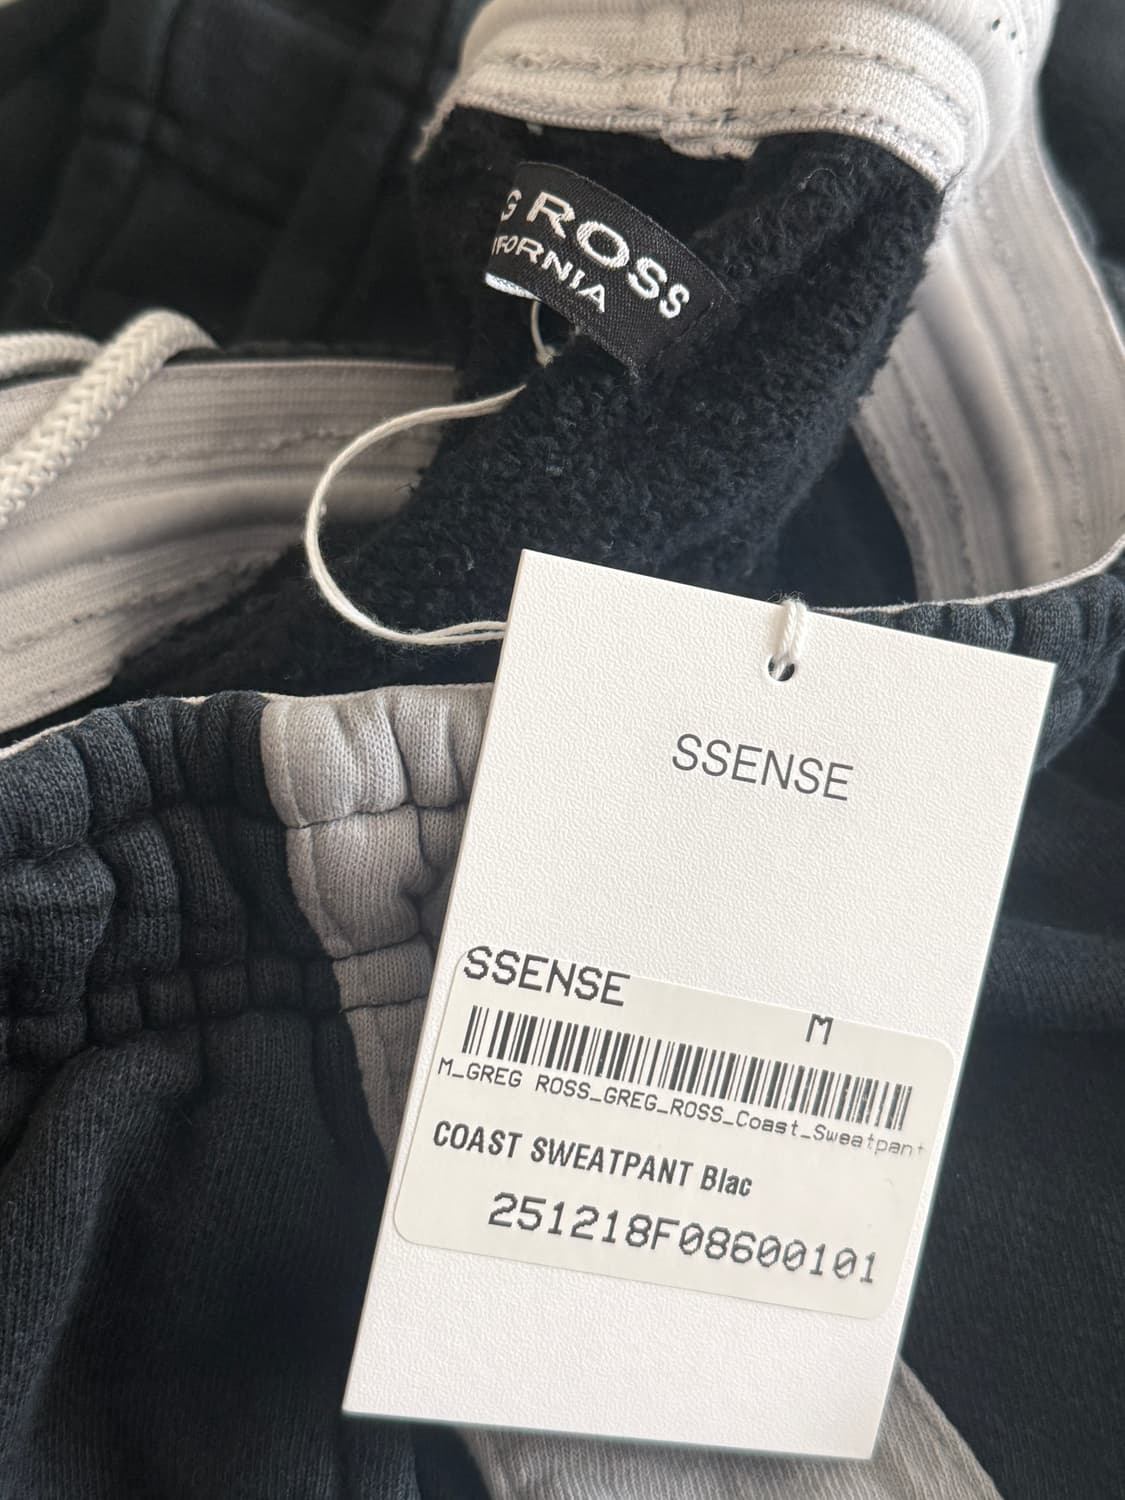 G ROSS
IFORNIA
SSENSE
SSENSE
M
M_GREG ROSS_GREG_ROSS_Coast_Sweatpant
COAST SWEATPANT Blac
251218F08600101